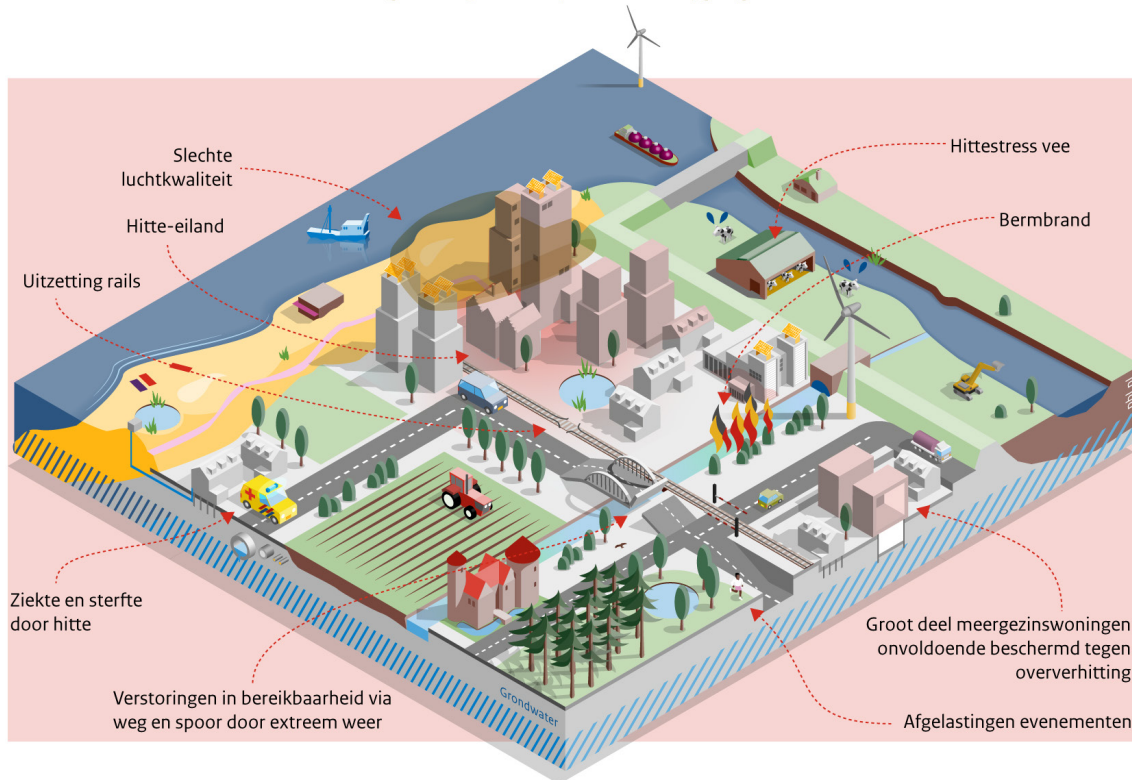 Slechte
luchtkwaliteit
Hitte-eiland
Uitzetting rails
Hittestress vee
Bermbrand
Ziekte en sterfte
door hitte
Verstoringen in bereikbaarheid via
weg en spoor door extreem weer
Groot deel meergezinswoningen
onvoldoende beschermd tegen
oververhitting
Afgelastingen evenementen
Grondwater